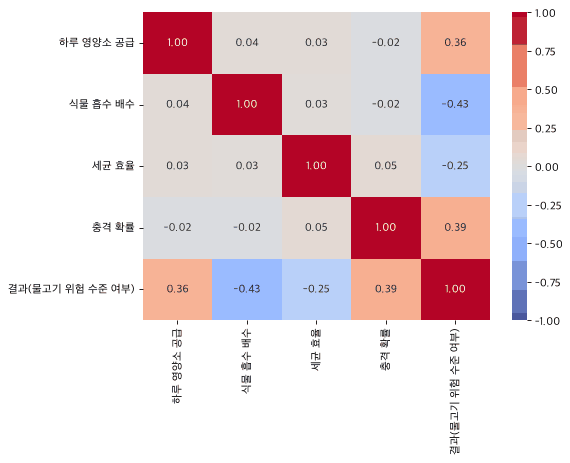 하루 영양소 공급 1.00 0.04 0.03 -0.02 0.36
식물 흡수 배수 0.04 1.00 0.03 -0.02 -0.43
세균 효율 0.03 0.03 1.00 0.05 -0.25
충격 확률 -0.02 -0.02 0.05 1.00 0.39
결과(물고기 위험 수준 여부) 0.36 -0.43 -0.25 0.39 1.00
하루 영양소 공급
식물 흡수 배수
세균 효율
충격 확률
결과(물고기 위험 수준 여부)
1.00
0.75
0.50
0.25
0.00
-0.25
-0.50
-0.75
-1.00